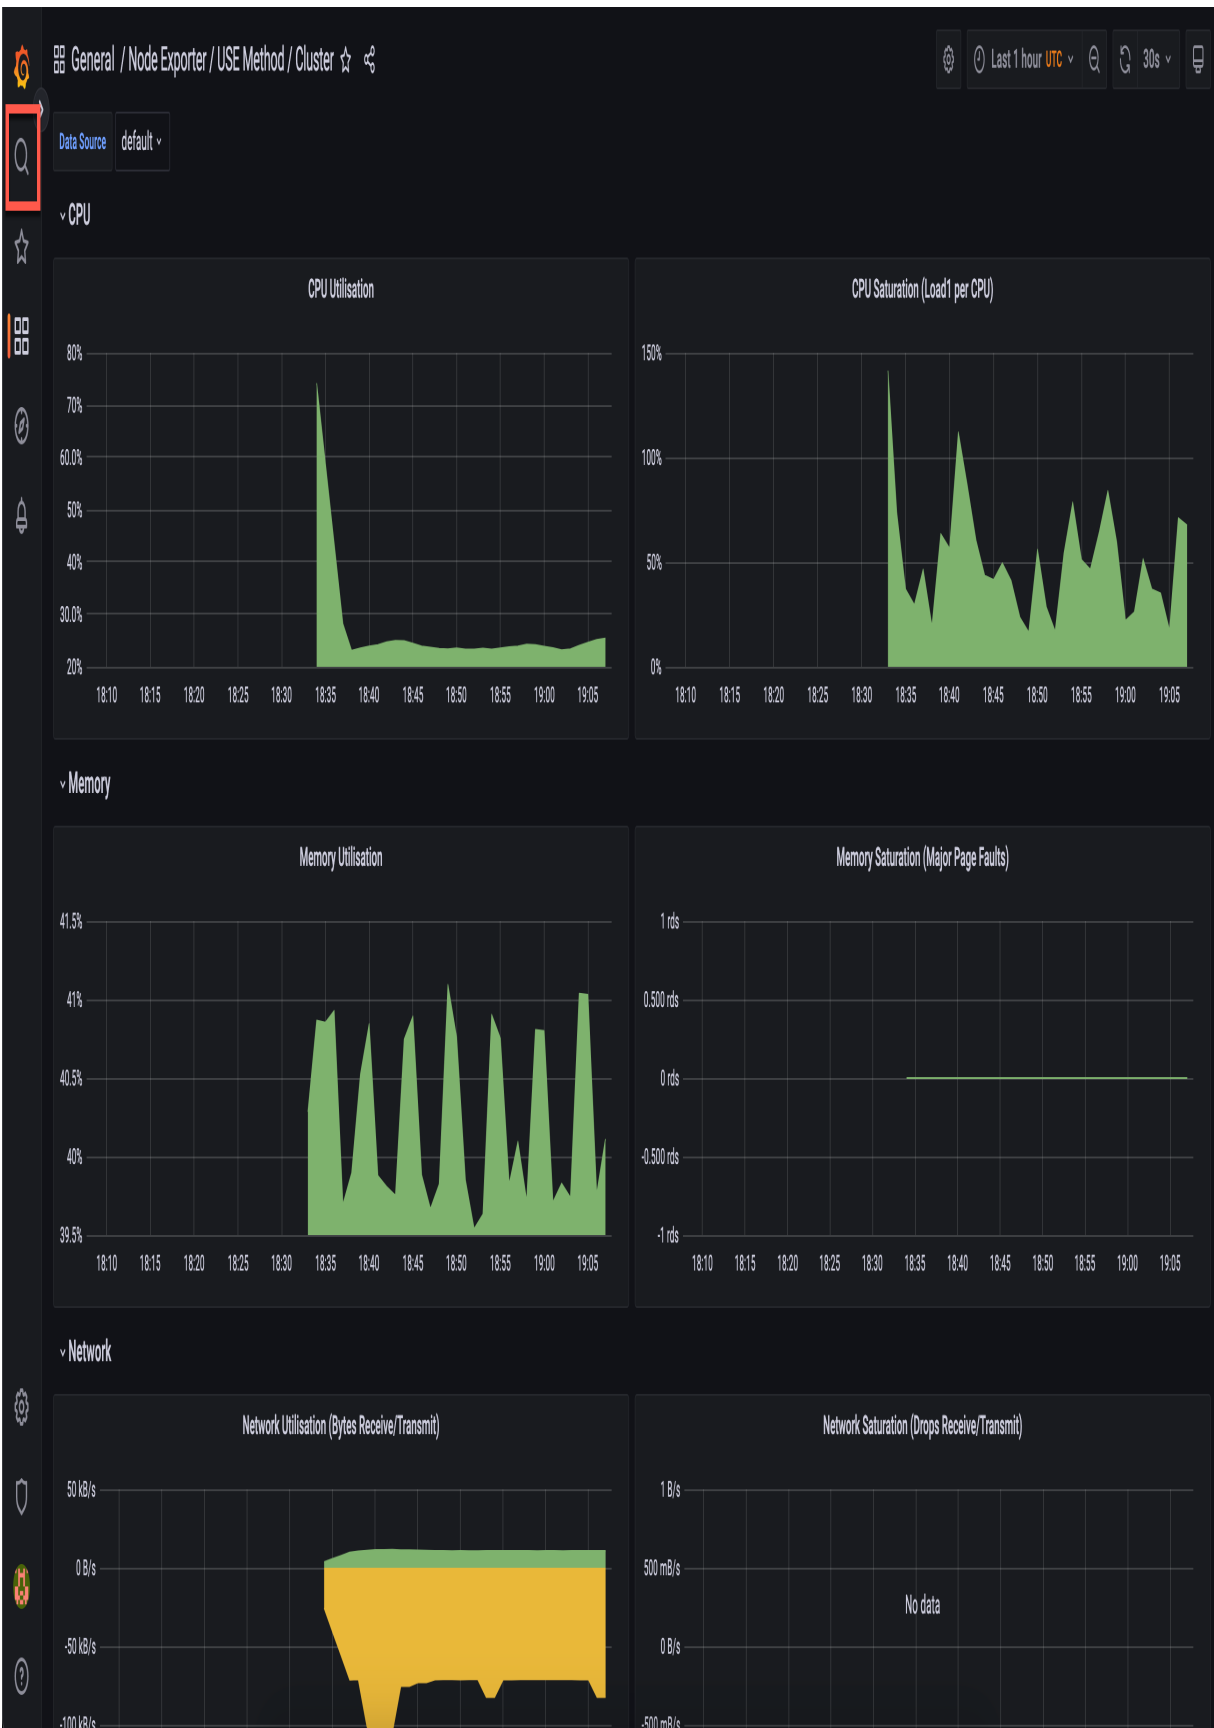 General / Node Exporter / USE Method / Cluster
Last 1 hour UTC
30s
Data Source default
CPU
CPU Utilisation
80%
70%
60.0%
50%
40%
30.0%
20%
18:10 18:15 18:20 18:25 18:30 18:35 18:40 18:45 18:50 18:55 19:00 19:05
CPU Saturation (Load1 per CPU)
150%
100%
50%
0%
18:10 18:15 18:20 18:25 18:30 18:35 18:40 18:45 18:50 18:55 19:00 19:05
Memory
Memory Utilisation
41.5%
41%
40.5%
40%
39.5%
18:10 18:15 18:20 18:25 18:30 18:35 18:40 18:45 18:50 18:55 19:00 19:05
Memory Saturation (Major Page Faults)
1 rds
0.500 rds
0 rds
-0.500 rds
-1 rds
18:10 18:15 18:20 18:25 18:30 18:35 18:40 18:45 18:50 18:55 19:00 19:05
Network
Network Utilisation (Bytes Receive/Transmit)
50 kB/s
0 B/s
-50 kB/s
-100 kB/s
Network Saturation (Drops Receive/Transmit)
1 B/s
500 mB/s
0 B/s
-500 mB/s
No data